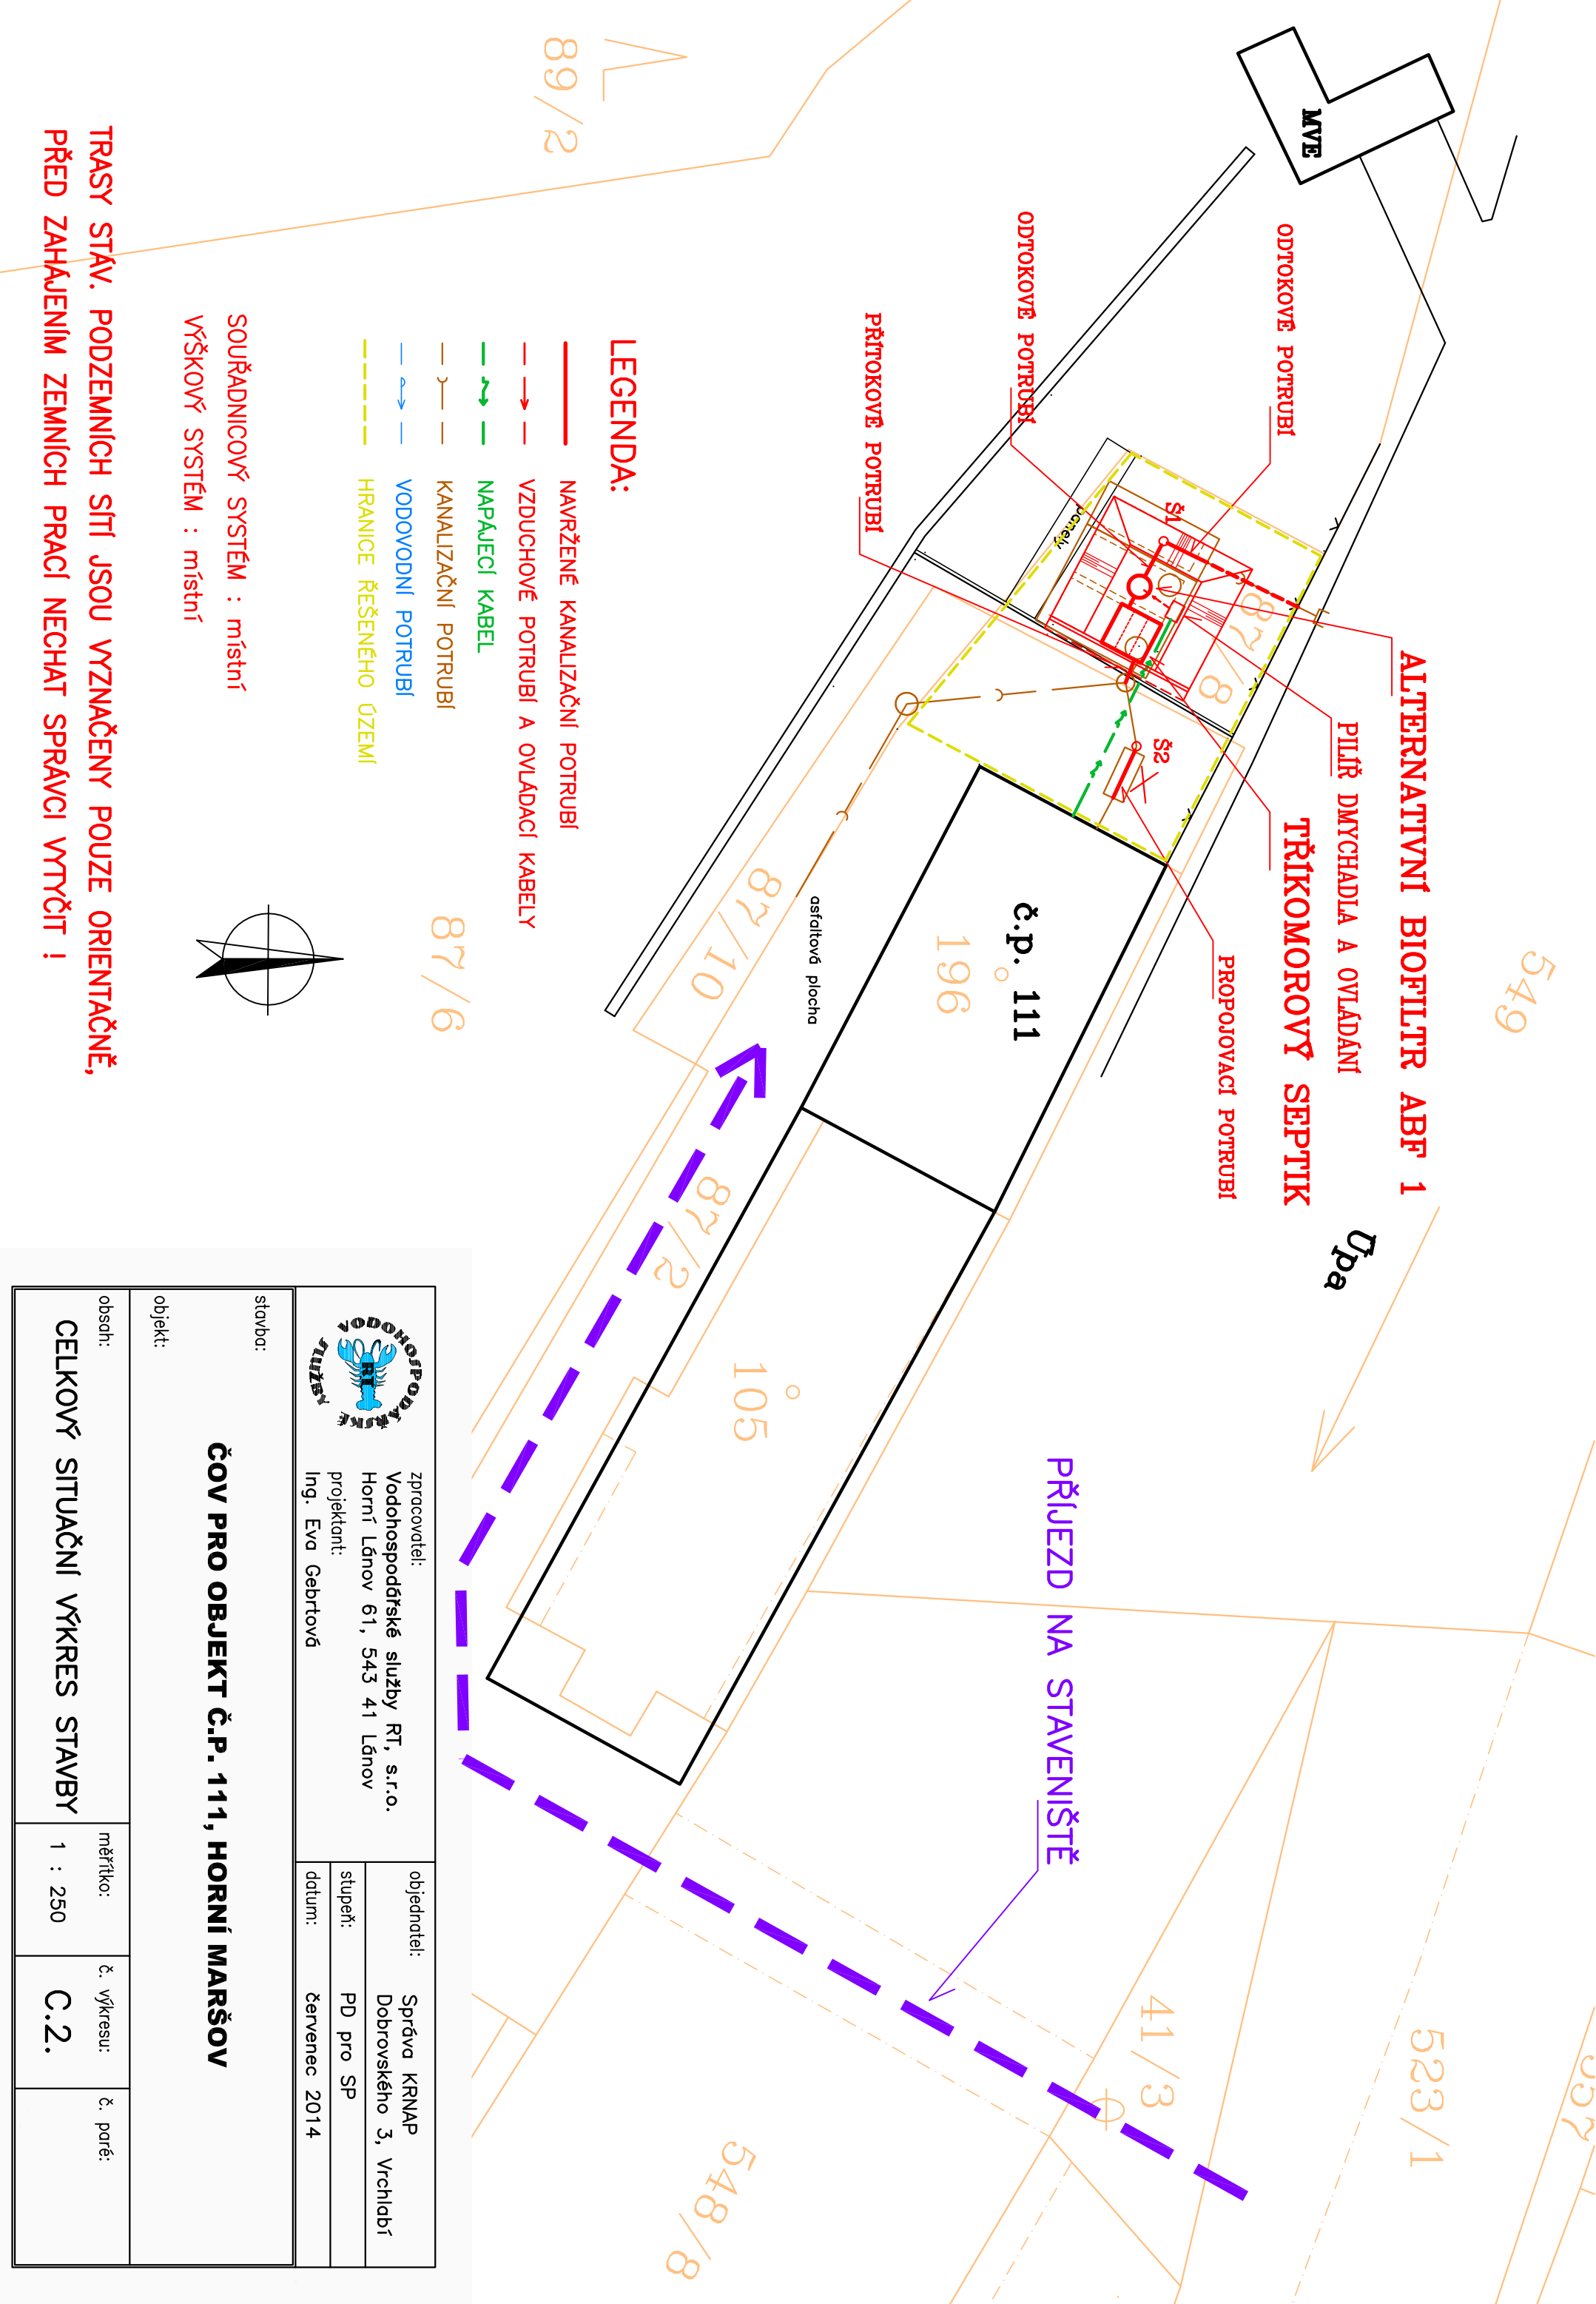 549
Úpa
ALTERNATIVNÍ BIOFILTR ABF 1
PILÍŘ DMYCHADLA A OVLÁDÁNÍ
TŘÍKOMOROVÝ SEPTIK
PROPOJOVACÍ POTRUBÍ
MVE
ODTOKOVÉ POTRUBÍ
ODTOKOVÉ POTRUBÍ
PŘÍTOKOVÉ POTRUBÍ
Š1
Š2
panely
87/8
č.p. 111
196
105
asfaltová plocha
87/10
87/2
87/6
89/2
PŘÍJEZD NA STAVENIŠTĚ
41/3
523/1
548/8
LEGENDA:
NAVRŽENÉ KANALIZAČNÍ POTRUBÍ
VZDUCHOVÉ POTRUBÍ A OVLÁDACÍ KABELY
NAPÁJECÍ KABEL
KANALIZAČNÍ POTRUBÍ
VODOVODNÍ POTRUBÍ
HRANICE ŘEŠENÉHO ÚZEMÍ
SOUŘADNICOVÝ SYSTÉM : místní
VÝŠKOVÝ SYSTÉM : místní
TRASY STÁV. PODZEMNÍCH SÍTÍ JSOU VYZNAČENY POUZE ORIENTAČNĚ,
PŘED ZAHÁJENÍM ZEMNÍCH PRACÍ NECHAT SPRÁVCI VYTYČIT !
VODOHOSPODÁŘSKÉ SLUŽBY
RT
zpracovatel:
Vodohospodářské služby RT, s.r.o.
Horní Lánov 61, 543 41 Lánov
projektant:
Ing. Eva Gebrtová
objednatel:
Správa KRNAP
Dobrovského 3, Vrchlabí
stupeň: PD pro SP
datum: červenec 2014
stavba:
ČOV PRO OBJEKT Č.P. 111, HORNÍ MARŠOV
objekt:
obsah:
CELKOVÝ SITUAČNÍ VÝKRES STAVBY
měřítko:
1 : 250
č. výkresu:
C.2.
č. paré: